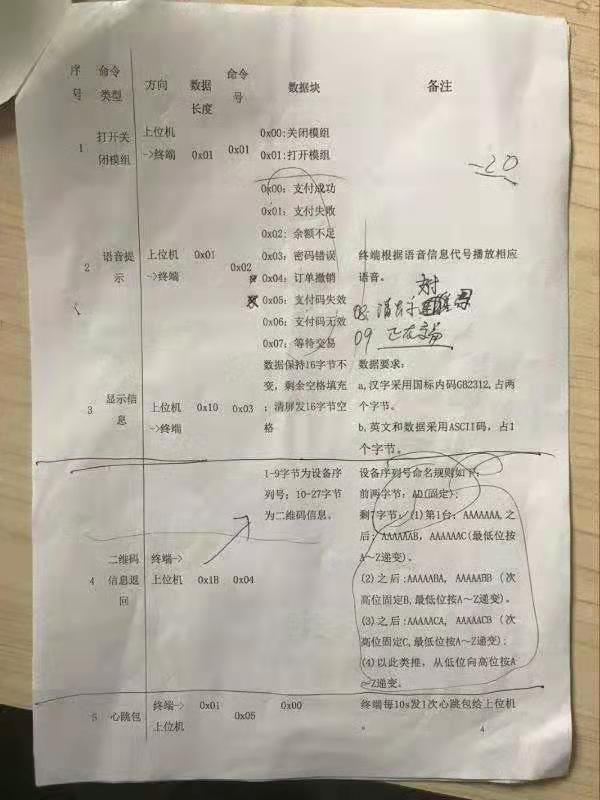 序号 命令类型 方向 数据长度 命令号 数据块 备注
1 打开关闭模组 上位机->终端 0x01 0x01 0x00:关闭模组
0x01:打开模组
-20
2 语音提示 上位机->终端 0x01 0x02
0x00: 支付成功
0x01: 支付失败
0x02: 余额不足
0x03: 密码错误
0x04: 订单撤销
0x05: 支付码失效
0x06: 支付码无效
0x07: 等待交易
终端根据语音信息代号播放相应
语音。
09 正在交易
3 显示信息 上位机->终端 0x10 0x03
数据保持16字节不
变，剩余空格填充
；清屏发16字节空
格
数据要求：
a,汉字采用国标内码GB2312,占两
个字节。
b,英文和数据采用ASCII码，占1
个字节。
4 二维码信息返回 终端->上位机 0x1B 0x04
1-9字节为设备序
列号；10-27字节
为二维码信息。
设备序列号命名规则如下：
前两字节：AD(固定)；
剩7字节：(1)第1台：AAAAAAA,之
后：AAAAAAB, AAAAAAC(最低位按
A～Z递变)。
(2)之后:AAAAABA, AAAAABB (次
高位固定B,最低位按A～Z递变)。
(3)之后:AAAAACA, AAAAACB (次
高位固定C,最低位按A～Z递变);
(4)以此类推，从低位向高位按A
～Z递变。
5 心跳包 终端->上位机 0x01 0x05 0x00 终端每10s发1次心跳包给上位机
。
4